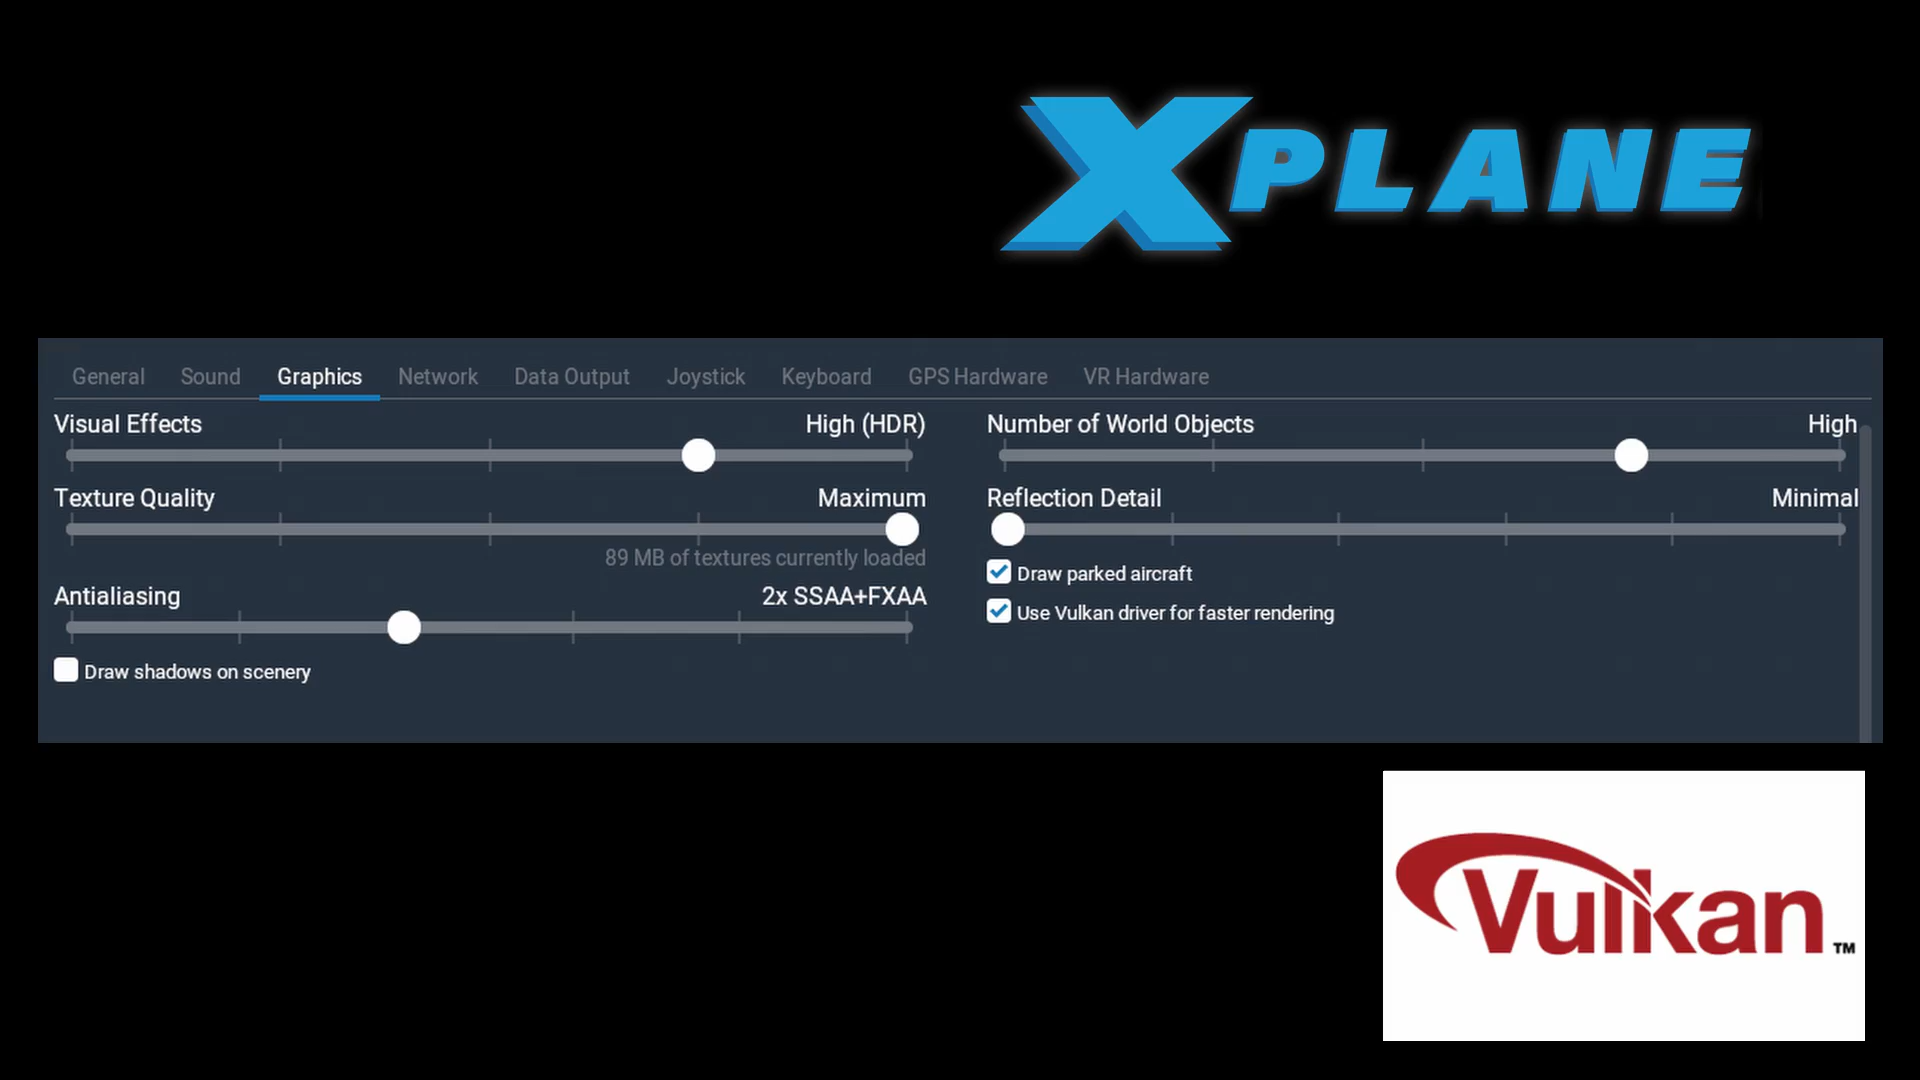 XPLANE
General Sound Graphics Network Data Output Joystick Keyboard GPS Hardware VR Hardware
Visual Effects High (HDR)
Texture Quality Maximum
89 MB of textures currently loaded
Antialiasing 2x SSAA+FXAA
Draw shadows on scenery
Number of World Objects High
Reflection Detail Minimal
Draw parked aircraft
Use Vulkan driver for faster rendering
Vulkan™